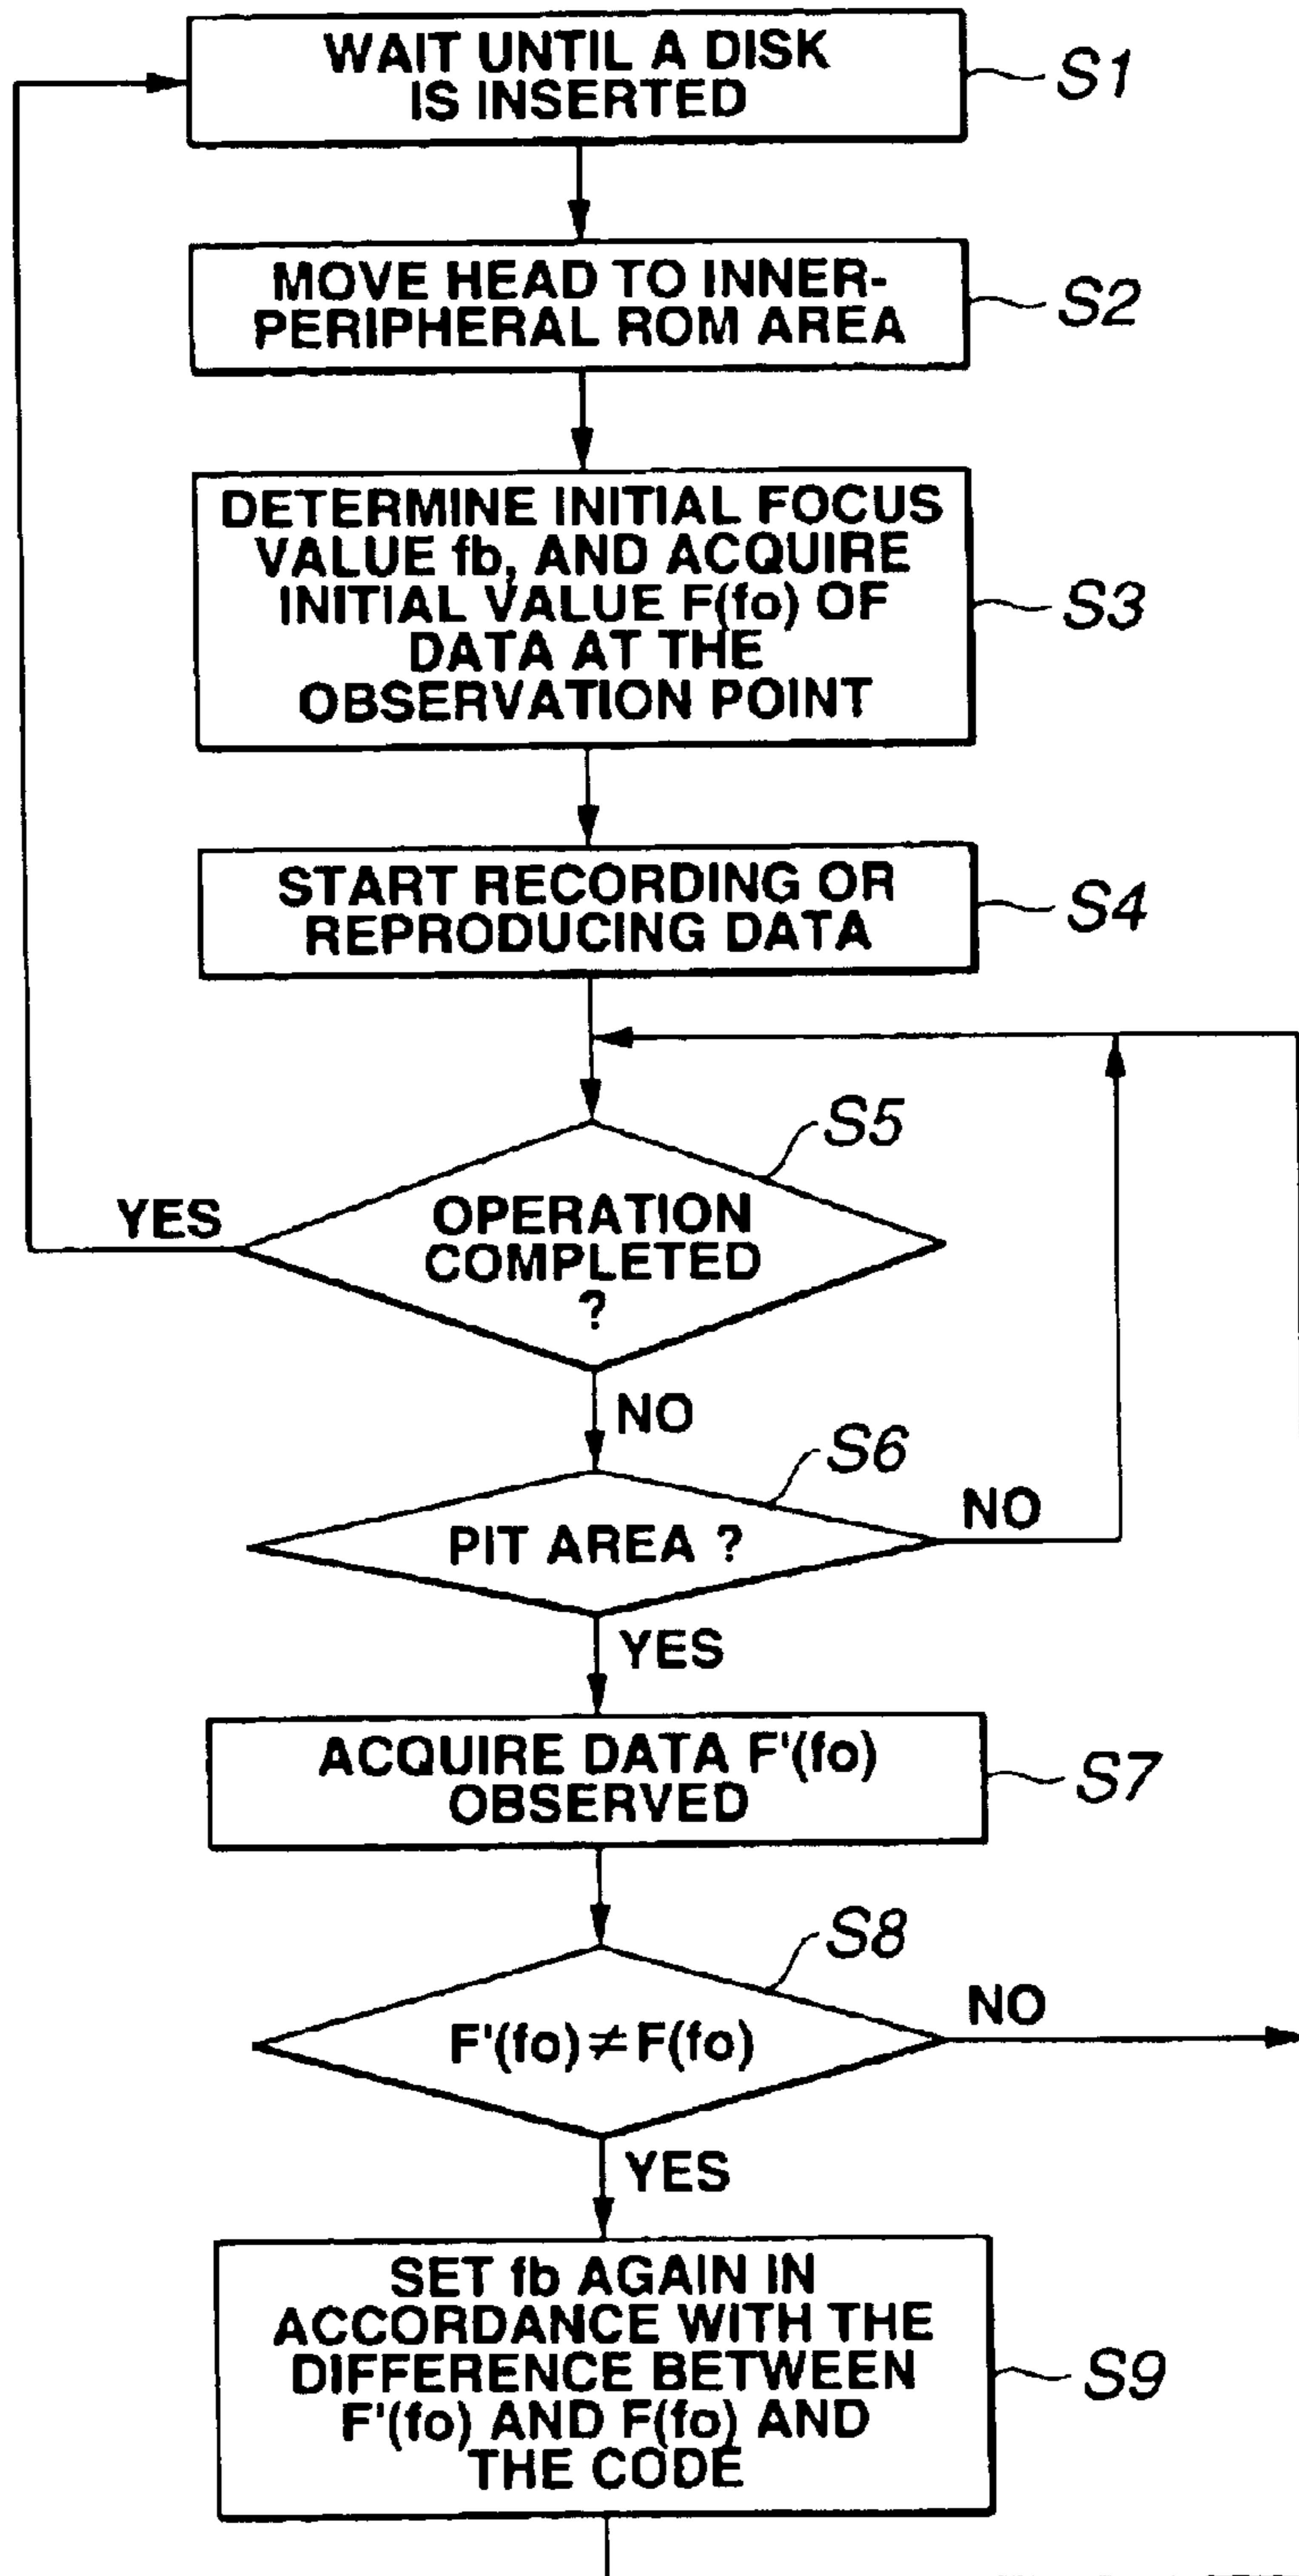 WAIT UNTIL A DISK
IS INSERTED
S1
MOVE HEAD TO INNER-
PERIPHERAL ROM AREA
S2
DETERMINE INITIAL FOCUS
VALUE fb, AND ACQUIRE
INITIAL VALUE F(fo) OF
DATA AT THE
OBSERVATION POINT
S3
START RECORDING OR
REPRODUCING DATA
S4
S5
YES
OPERATION
COMPLETED
?
NO
S6
PIT AREA ?
NO
YES
ACQUIRE DATA F'(fo)
OBSERVED
S7
S8
F'(fo) ≠ F(fo)
NO
YES
SET fb AGAIN IN
ACCORDANCE WITH THE
DIFFERENCE BETWEEN
F'(fo) AND F(fo) AND
THE CODE
S9